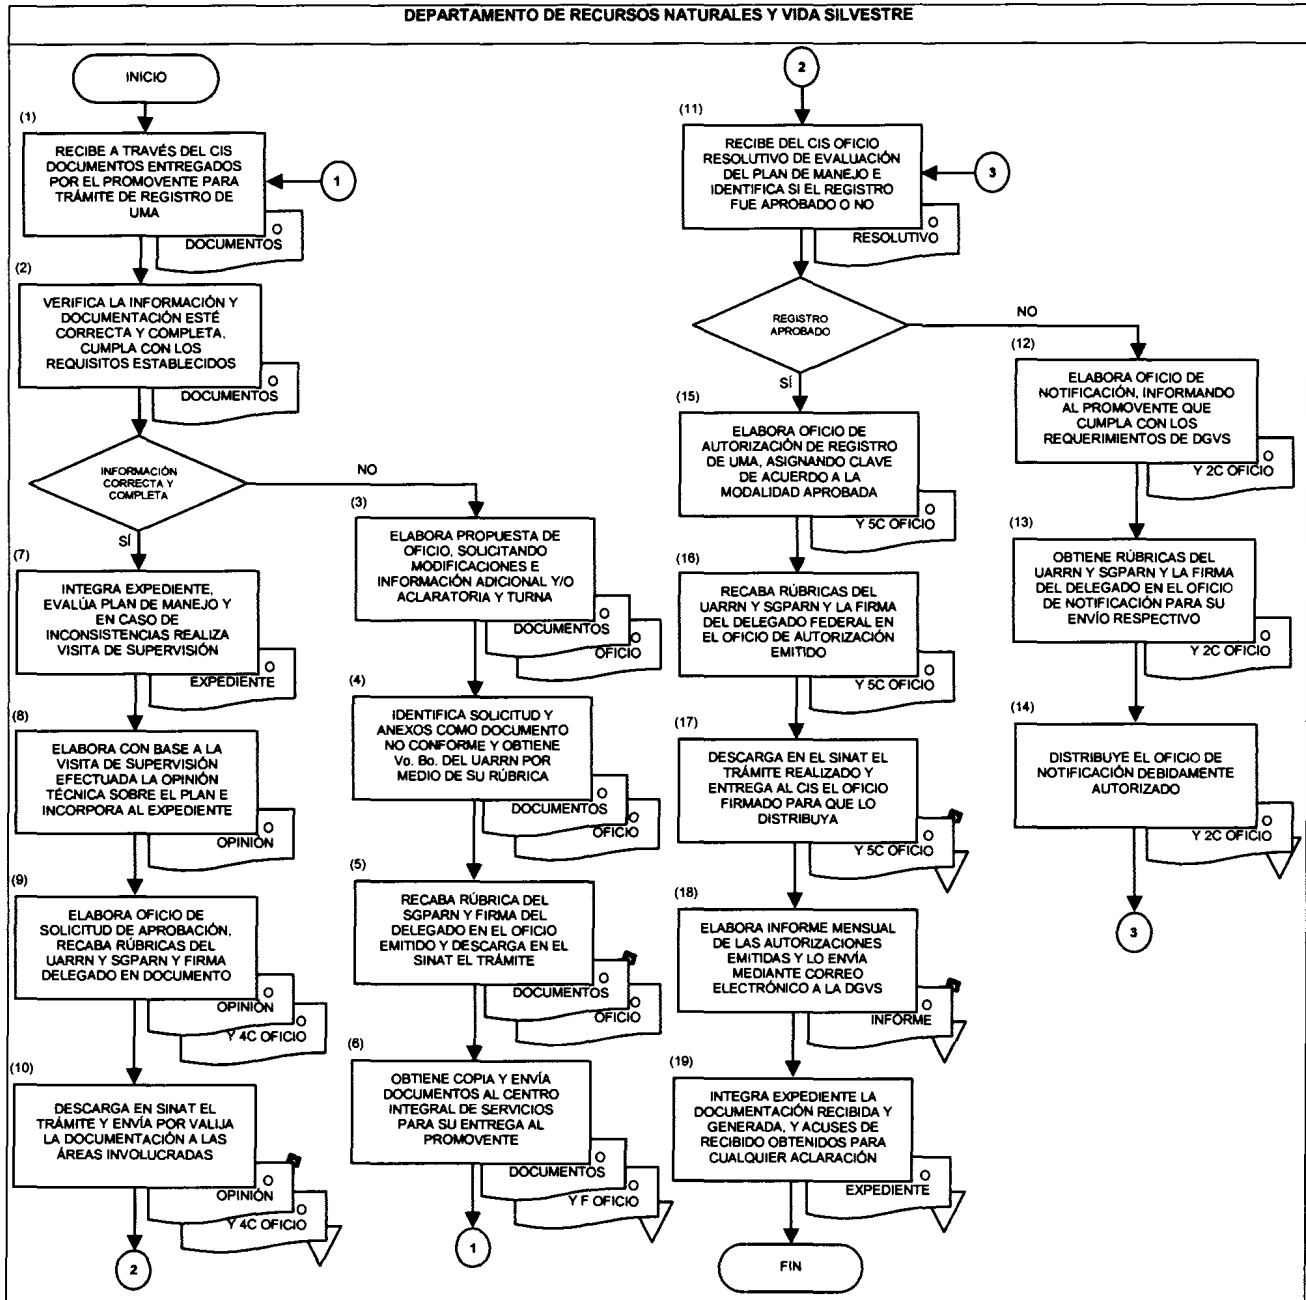 DEPARTAMENTO DE RECURSOS NATURALES Y VIDA SILVESTRE
INICIO
(1)
RECIBE A TRAVÉS DEL CIS
DOCUMENTOS ENTREGADOS
POR EL PROMOVENTE PARA
TRÁMITE DE REGISTRO DE
UMA
1
O
DOCUMENTOS
(2)
VERIFICA LA INFORMACIÓN Y
DOCUMENTACIÓN ESTÉ
CORRECTA Y COMPLETA,
CUMPLA CON LOS
REQUISITOS ESTABLECIDOS
O
DOCUMENTOS
INFORMACIÓN
CORRECTA Y
COMPLETA
NO
SÍ
(3)
ELABORA PROPUESTA DE
OFICIO, SOLICITANDO
MODIFICACIONES E
INFORMACIÓN ADICIONAL Y/O
ACLARATORIA Y TURNA
O
DOCUMENTOS
O
OFICIO
(4)
IDENTIFICA SOLICITUD Y
ANEXOS COMO DOCUMENTO
NO CONFORME Y OBTIENE
Vo. Bo. DEL UARRN POR
MEDIO DE SU RÚBRICA
O
DOCUMENTOS
O
OFICIO
(5)
RECABA RÚBRICA DEL
SGPARN Y FIRMA DEL
DELEGADO EN EL OFICIO
EMITIDO Y DESCARGA EN EL
SINAT EL TRÁMITE
O
DOCUMENTOS
O
OFICIO
(6)
OBTIENE COPIA Y ENVÍA
DOCUMENTOS AL CENTRO
INTEGRAL DE SERVICIOS
PARA SU ENTREGA AL
PROMOVENTE
O
DOCUMENTOS
O
Y F OFICIO
1
(7)
INTEGRA EXPEDIENTE,
EVALÚA PLAN DE MANEJO Y
EN CASO DE
INCONSISTENCIAS REALIZA
VISITA DE SUPERVISIÓN
O
EXPEDIENTE
(8)
ELABORA CON BASE A LA
VISITA DE SUPERVISIÓN
EFECTUADA LA OPINIÓN
TÉCNICA SOBRE EL PLAN E
INCORPORA AL EXPEDIENTE
O
OPINIÓN
(9)
ELABORA OFICIO DE
SOLICITUD DE APROBACIÓN,
RECABA RÚBRICAS DEL
UARRN Y SGPARN Y FIRMA
DELEGADO EN DOCUMENTO
O
OPINIÓN
O
Y 4C OFICIO
(10)
DESCARGA EN SINAT EL
TRÁMITE Y ENVÍA POR VALIJA
LA DOCUMENTACIÓN A LAS
ÁREAS INVOLUCRADAS
O
OPINIÓN
O
Y 4C OFICIO
2
2
(11)
RECIBE DEL CIS OFICIO
RESOLUTIVO DE EVALUACIÓN
DEL PLAN DE MANEJO E
IDENTIFICA SI EL REGISTRO
FUE APROBADO O NO
3
O
RESOLUTIVO
REGISTRO
APROBADO
NO
SÍ
(12)
ELABORA OFICIO DE
NOTIFICACIÓN, INFORMANDO
AL PROMOVENTE QUE
CUMPLA CON LOS
REQUERIMIENTOS DE DGVS
O
Y 2C OFICIO
(13)
OBTIENE RÚBRICAS DEL
UARRN Y SGPARN Y LA FIRMA
DEL DELEGADO EN EL OFICIO
DE NOTIFICACIÓN PARA SU
ENVÍO RESPECTIVO
O
Y 2C OFICIO
(14)
DISTRIBUYE EL OFICIO DE
NOTIFICACIÓN DEBIDAMENTE
AUTORIZADO
O
Y 2C OFICIO
3
(15)
ELABORA OFICIO DE
AUTORIZACIÓN DE REGISTRO
DE UMA, ASIGNANDO CLAVE
DE ACUERDO A LA
MODALIDAD APROBADA
O
Y 5C OFICIO
(16)
RECABA RÚBRICAS DEL
UARRN Y SGPARN Y LA FIRMA
DEL DELEGADO FEDERAL EN
EL OFICIO DE AUTORIZACIÓN
EMITIDO
O
Y 5C OFICIO
(17)
DESCARGA EN EL SINAT EL
TRÁMITE REALIZADO Y
ENTREGA AL CIS EL OFICIO
FIRMADO PARA QUE LO
DISTRIBUYA
O
Y 5C OFICIO
(18)
ELABORA INFORME MENSUAL
DE LAS AUTORIZACIONES
EMITIDAS Y LO ENVÍA
MEDIANTE CORREO
ELECTRÓNICO A LA DGVS
O
INFORME
(19)
INTEGRA EXPEDIENTE LA
DOCUMENTACIÓN RECIBIDA Y
GENERADA, Y ACUSES DE
RECIBIDO OBTENIDOS PARA
CUALQUIER ACLARACIÓN
O
EXPEDIENTE
FIN